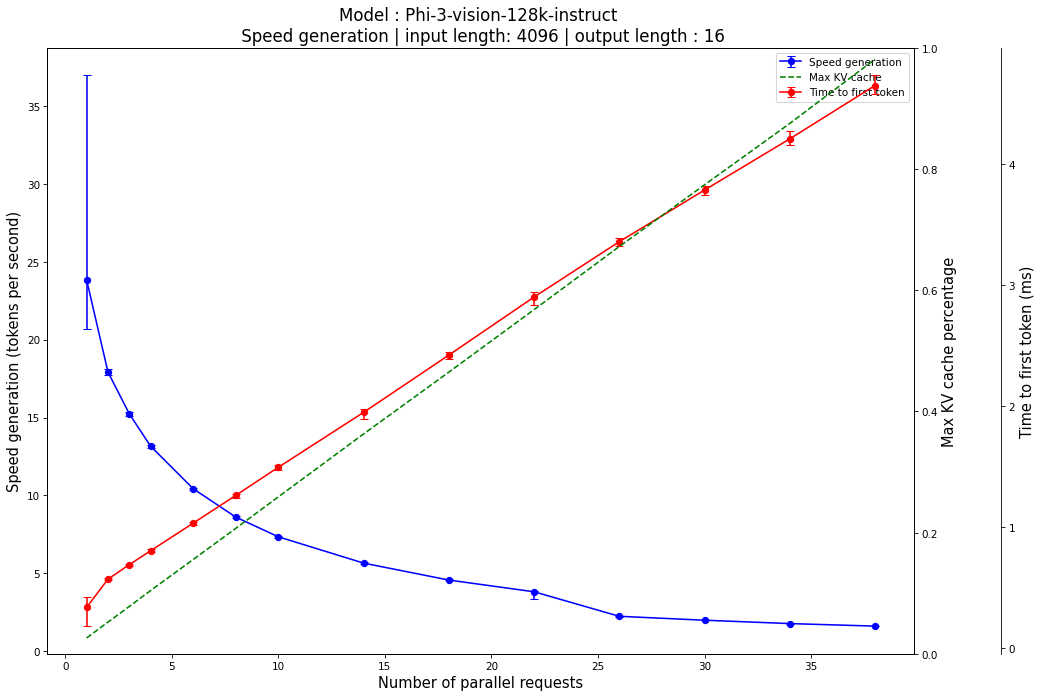 Model : Phi-3-vision-128k-instruct
Speed generation | input length: 4096 | output length : 16
Speed generation
Max KV cache
Time to first token
Speed generation (tokens per second)
35
30
25
20
15
10
5
0
0 5 10 15 20 25 30 35
Number of parallel requests
1.0
0.8
0.6
0.4
0.2
0.0
Max KV cache percentage
4
3
2
1
0
Time to first token (ms)